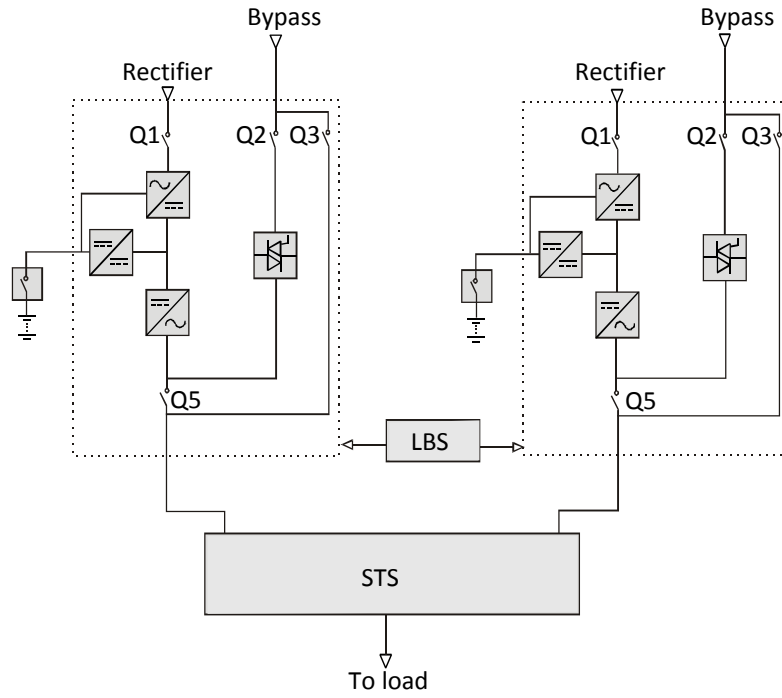 Bypass
Rectifier
Q1
Q2
Q3
Q5
Bypass
Rectifier
Q1
Q2
Q3
Q5
LBS
STS
To load